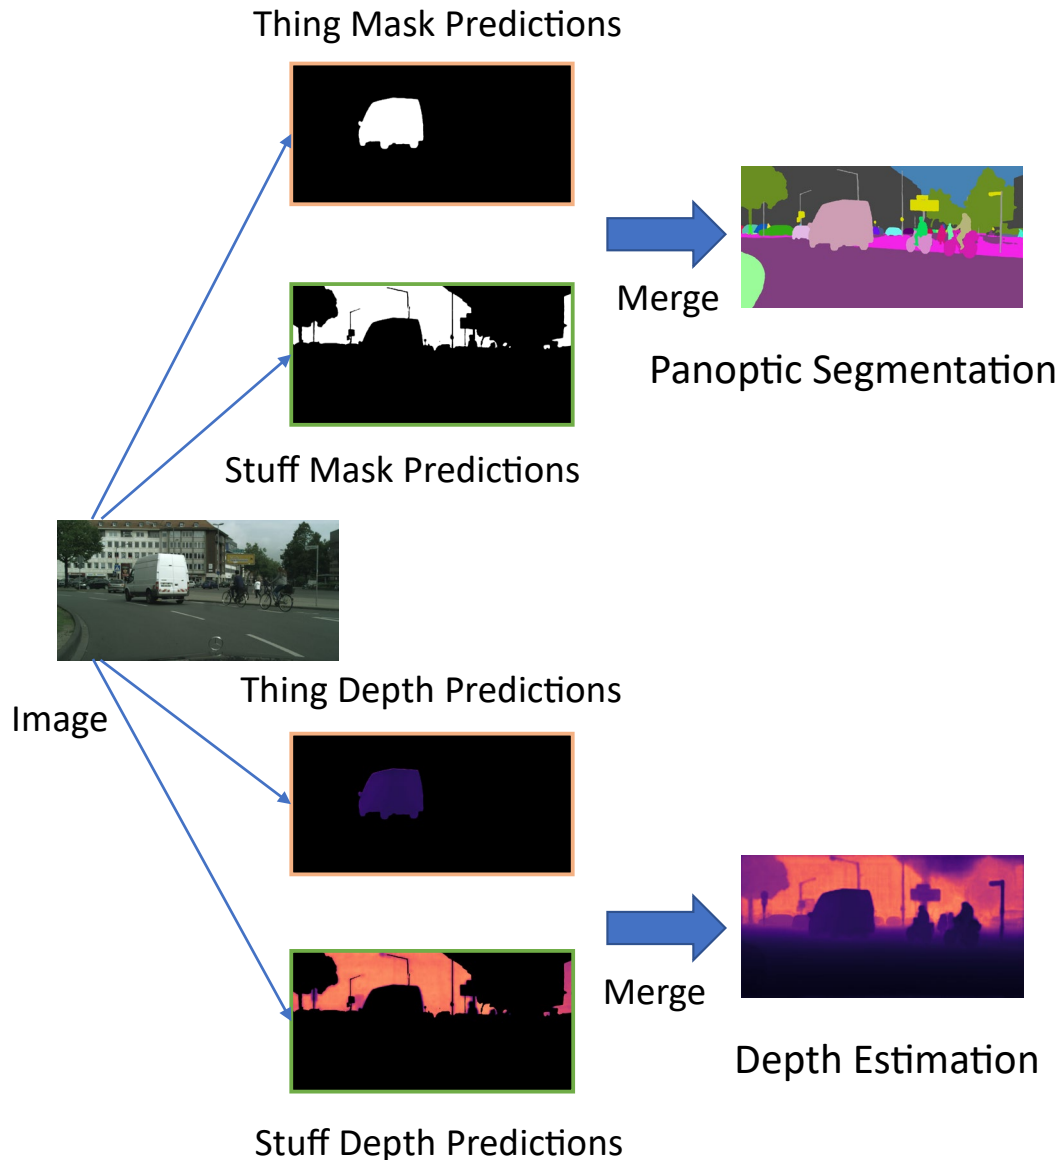 Thing Mask Predictions
Merge
Panoptic Segmentation
Stuff Mask Predictions
Image
Thing Depth Predictions
Merge
Depth Estimation
Stuff Depth Predictions